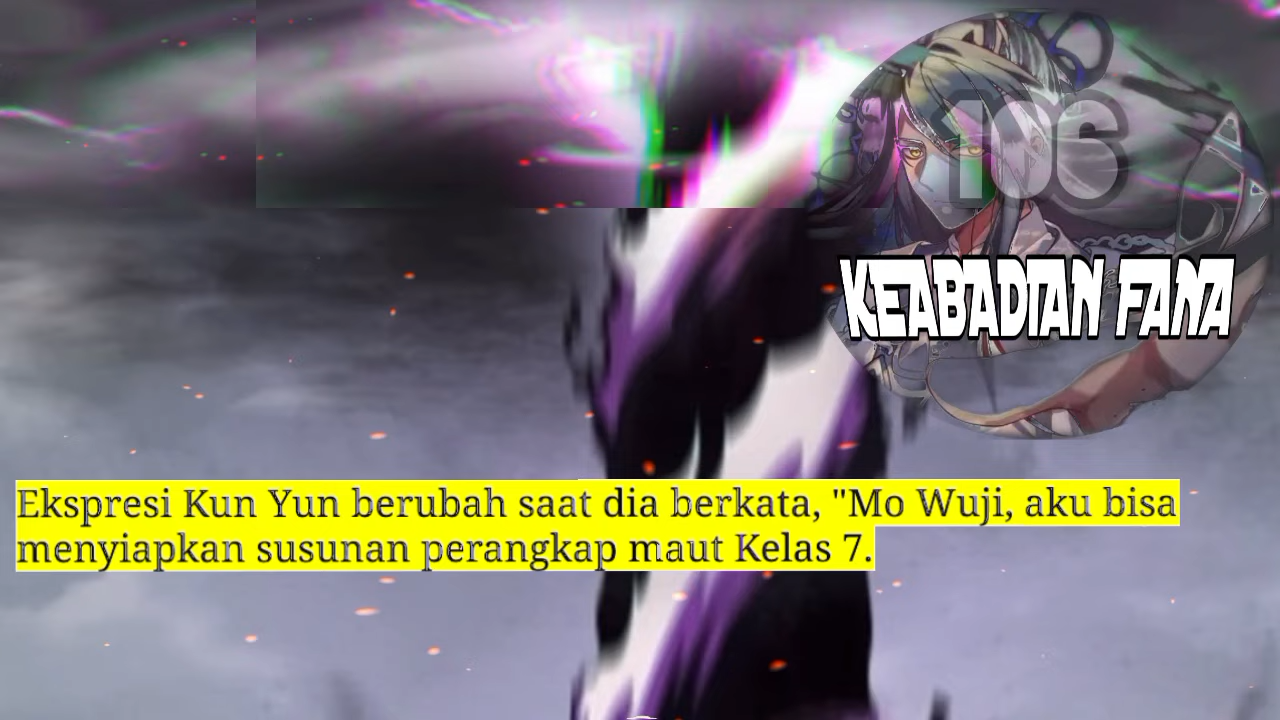 106
KEABADIAN FANA
Ekspresi Kun Yun berubah saat dia berkata, "Mo Wuji, aku bisa
menyiapkan susunan perangkap maut Kelas 7.